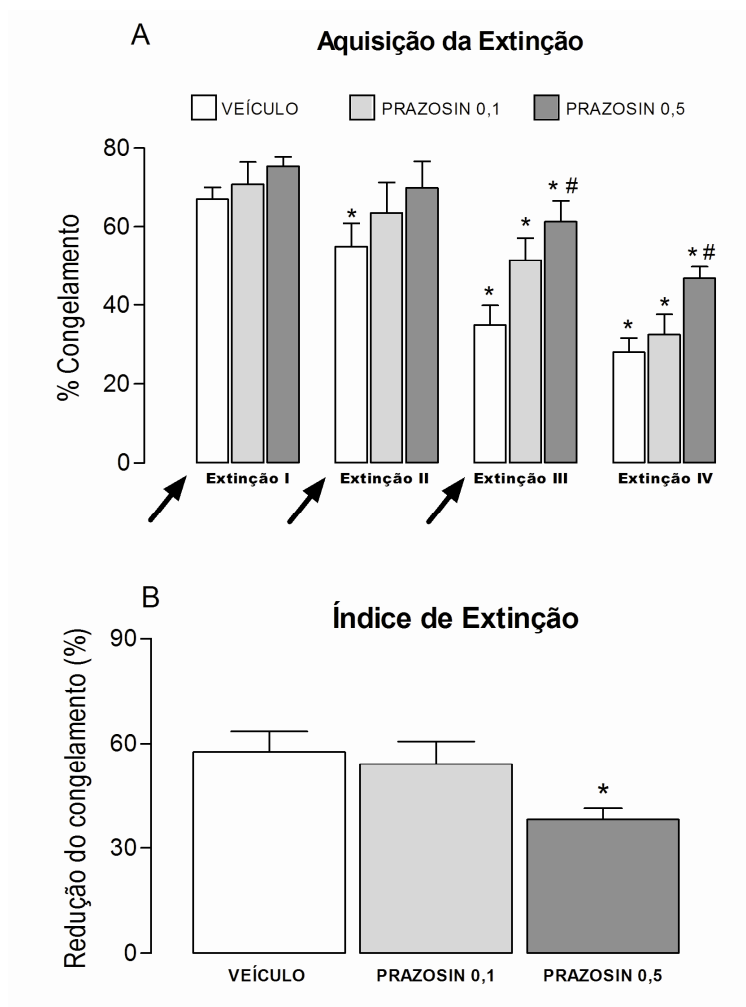 A
Aquisição da Extinção
VEÍCULO PRAZOSIN 0,1 PRAZOSIN 0,5
80
60
40
20
0
% Congelamento
*
*
*
* #
*
*
* #
Extinção I Extinção II Extinção III Extinção IV
B
Índice de Extinção
90
60
30
0
Redução do congelamento (%)
*
VEÍCULO PRAZOSIN 0,1 PRAZOSIN 0,5